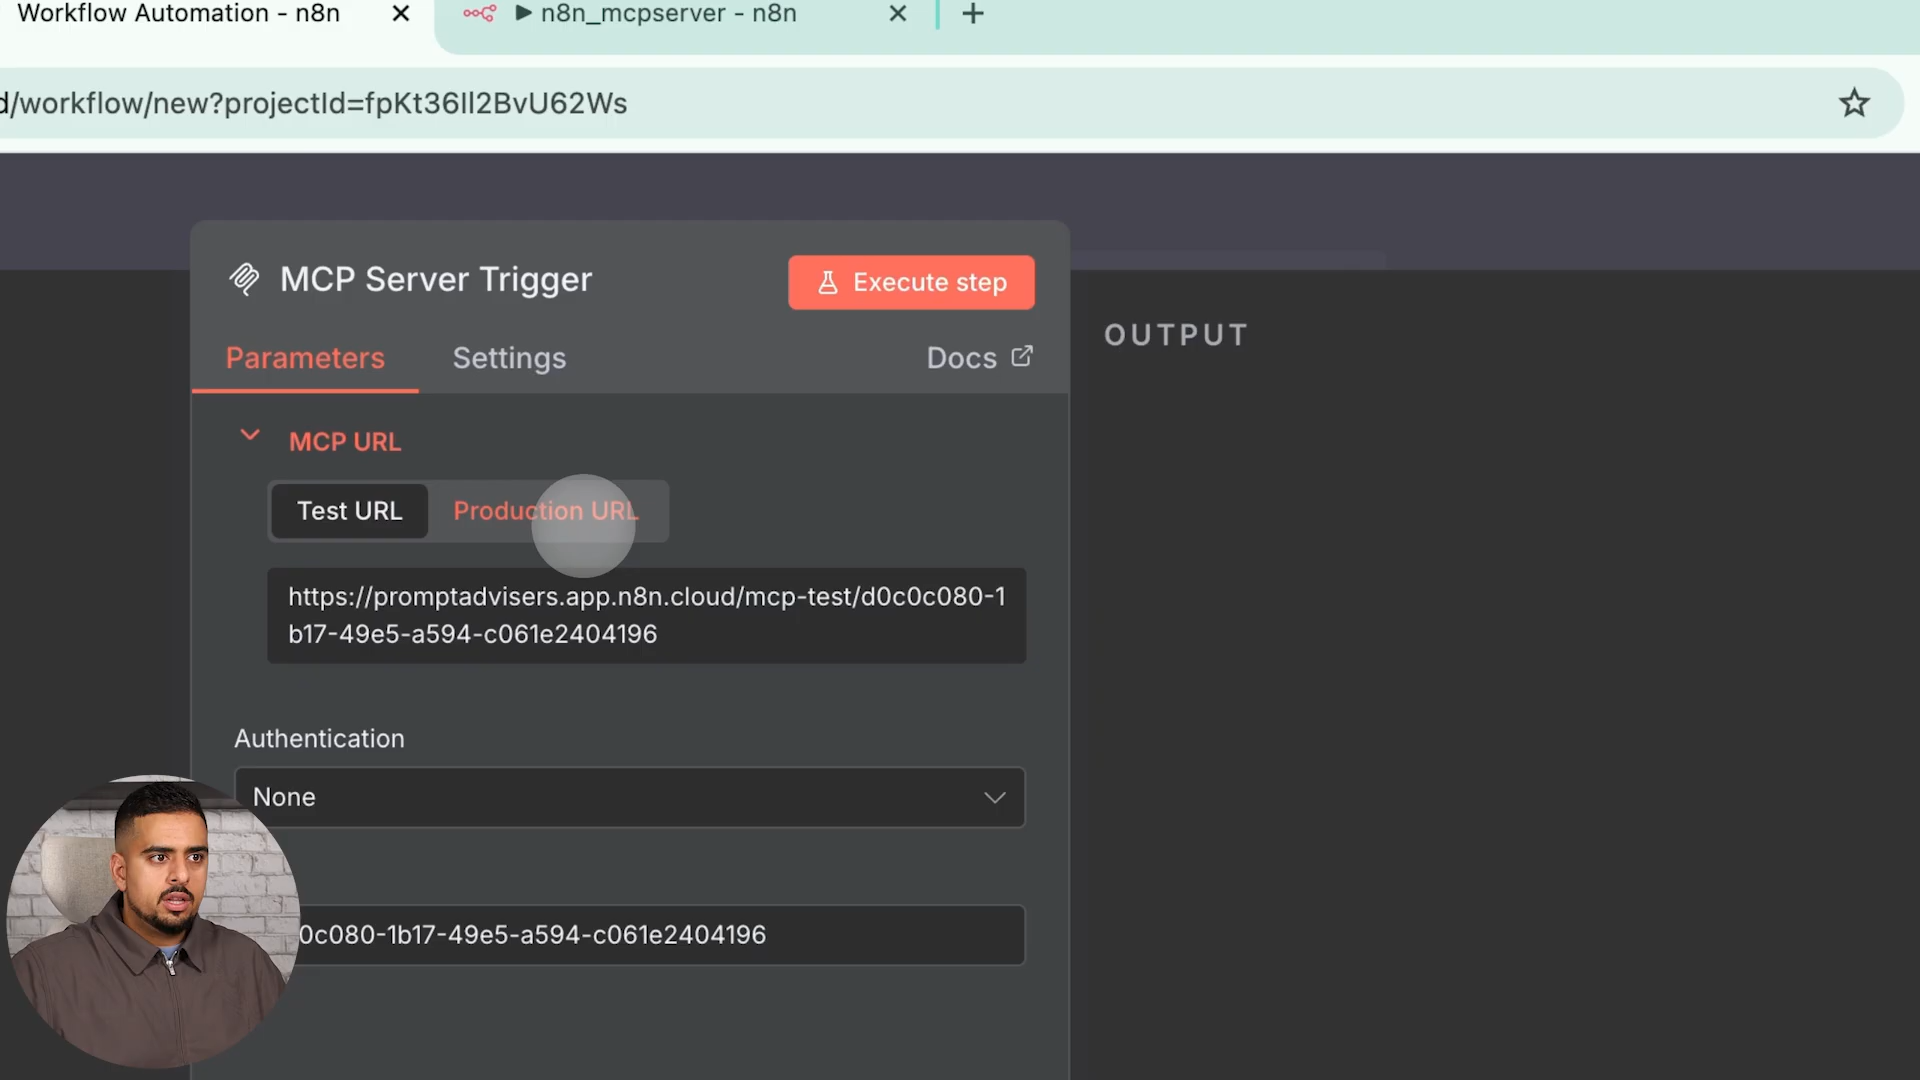 Workflow Automation - n8n
n8n_mcpserver - n8n
/workflow/new?projectId=fpKt36Il2BvU62Ws
MCP Server Trigger
Execute step
Parameters
Settings
Docs
OUTPUT
MCP URL
Test URL
Production URL
https://promptadvisers.app.n8n.cloud/mcp-test/d0c0c080-1
b17-49e5-a594-c061e2404196
Authentication
None
0c080-1b17-49e5-a594-c061e2404196